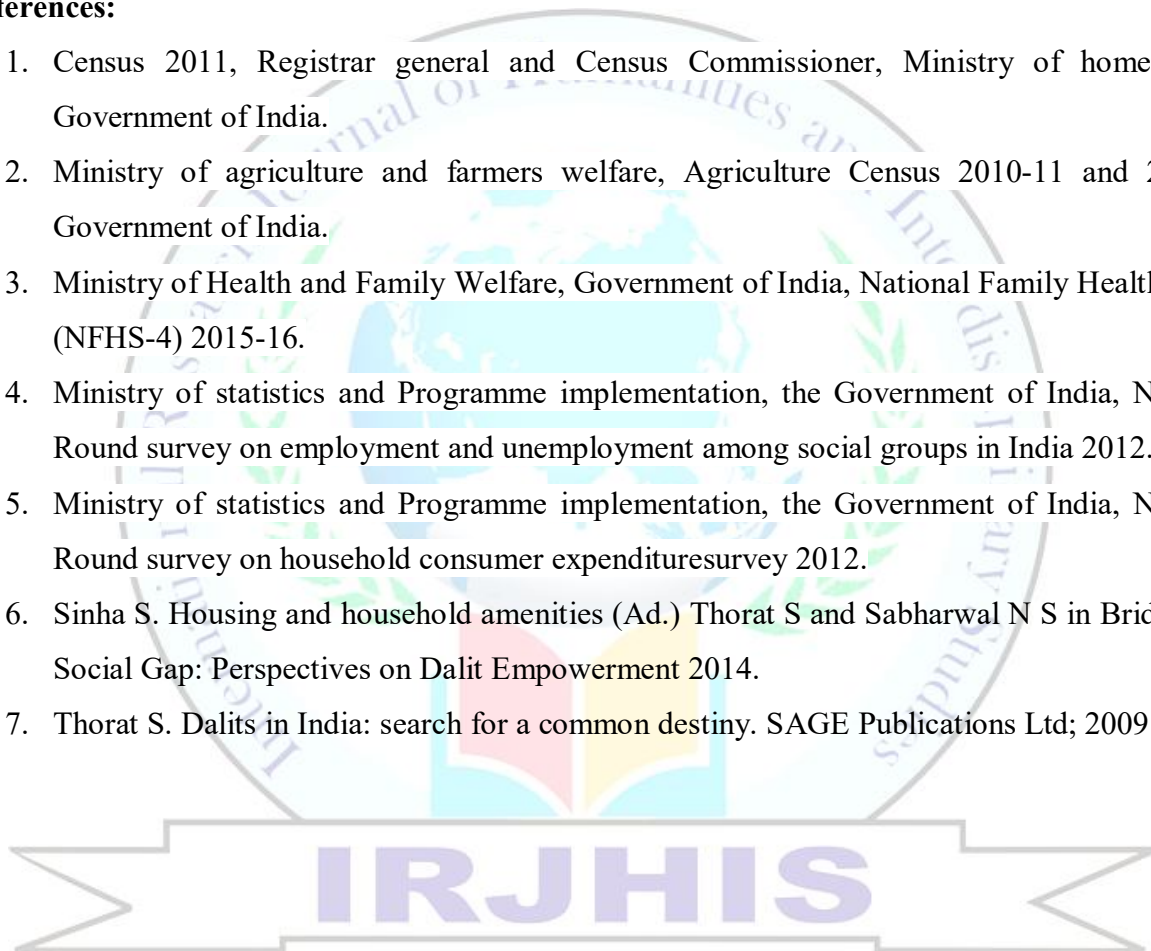 ferences:
1. Census 2011, Registrar general and Census Commissioner, Ministry of home
Government of India.
2. Ministry of agriculture and farmers welfare, Agriculture Census 2010-11 and 2
Government of India.
3. Ministry of Health and Family Welfare, Government of India, National Family Health
(NFHS-4) 2015-16.
4. Ministry of statistics and Programme implementation, the Government of India, N
Round survey on employment and unemployment among social groups in India 2012.
5. Ministry of statistics and Programme implementation, the Government of India, N
Round survey on household consumer expendituresurvey 2012.
6. Sinha S. Housing and household amenities (Ad.) Thorat S and Sabharwal N S in Brid
Social Gap: Perspectives on Dalit Empowerment 2014.
7. Thorat S. Dalits in India: search for a common destiny. SAGE Publications Ltd; 2009
IRJHIS